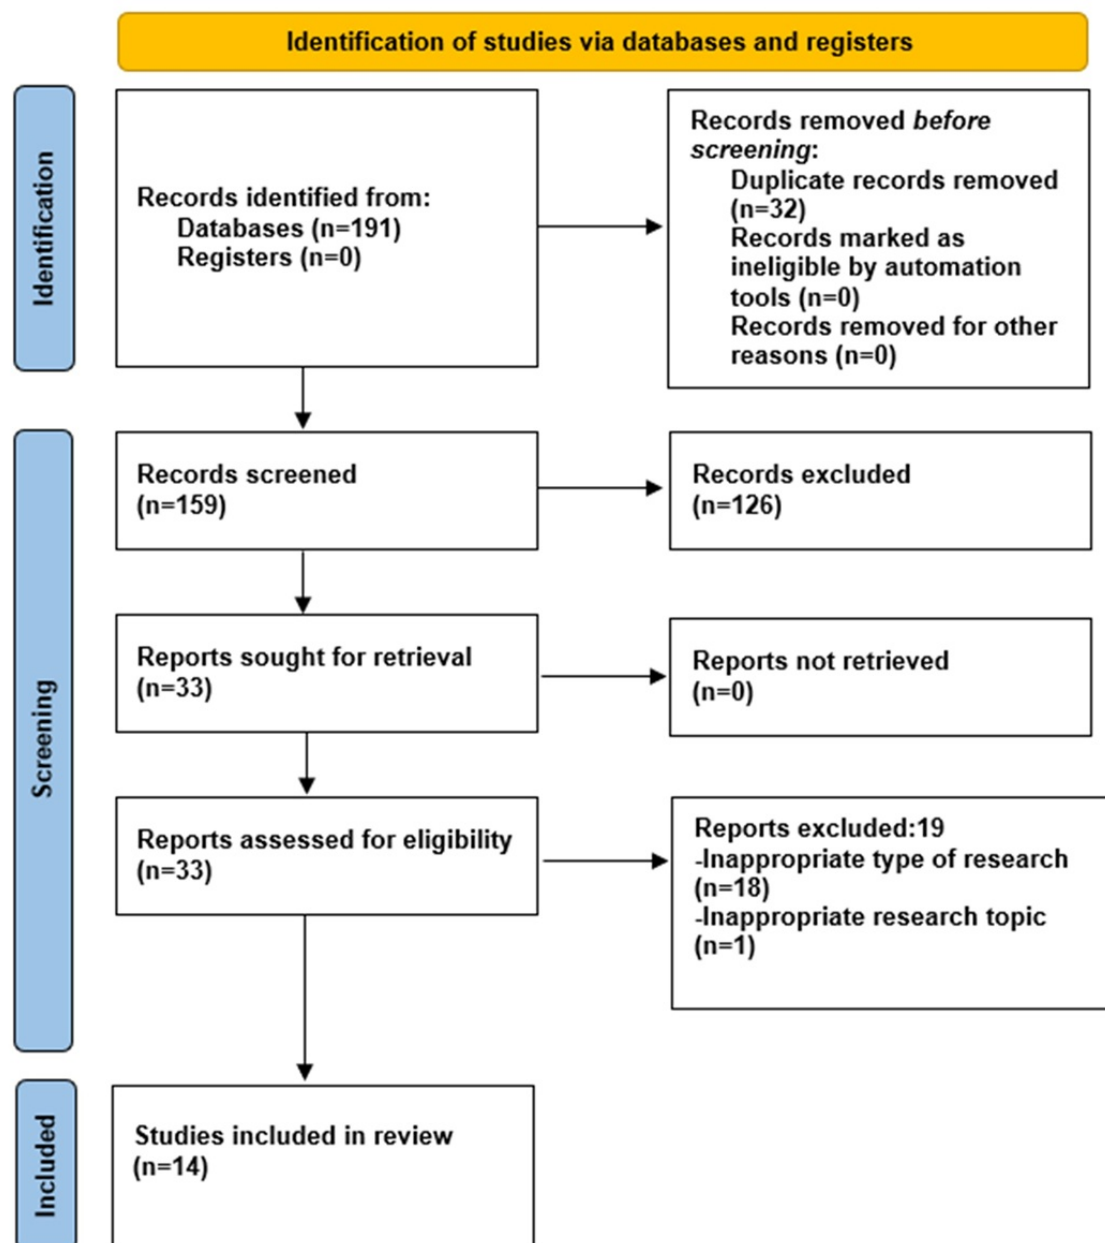 Identification of studies via databases and registers
Identification
Records identified from:
Databases (n=191)
Registers (n=0)
Records removed before
screening:
Duplicate records removed
(n=32)
Records marked as
ineligible by automation
tools (n=0)
Records removed for other
reasons (n=0)
Screening
Records screened
(n=159)
Records excluded
(n=126)
Reports sought for retrieval
(n=33)
Reports not retrieved
(n=0)
Reports assessed for eligibility
(n=33)
Reports excluded:19
-Inappropriate type of research
(n=18)
-Inappropriate research topic
(n=1)
Included
Studies included in review
(n=14)